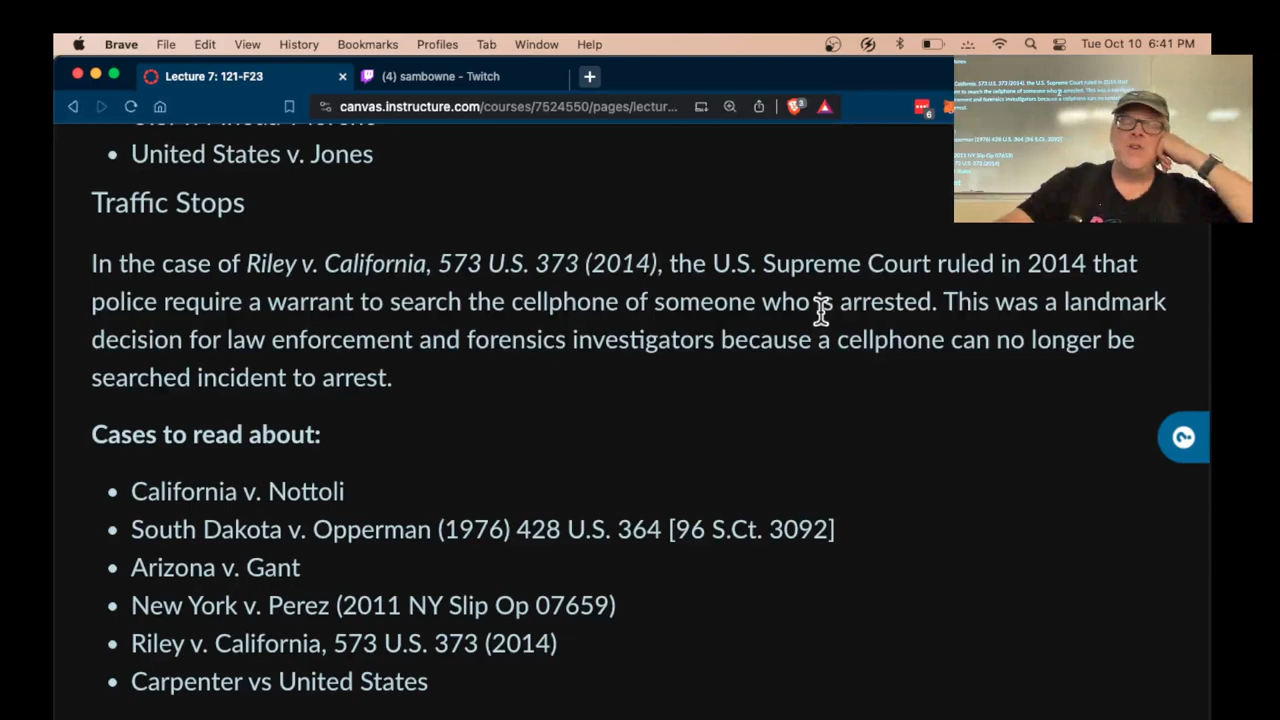 Brave File Edit View History Bookmarks Profiles Tab Window Help Tue Oct 10 6:41 PM
Lecture 7: 121-F23 (4) sambowne - Twitch
canvas.instructure.com/courses/7524550/pages/lectur... 6
United States v. Jones
Traffic Stops
In the case of Riley v. California, 573 U.S. 373 (2014), the U.S. Supreme Court ruled in 2014 that
police require a warrant to search the cellphone of someone who is arrested. This was a landmark
decision for law enforcement and forensics investigators because a cellphone can no longer be
searched incident to arrest.
Cases to read about:
California v. Nottoli
South Dakota v. Opperman (1976) 428 U.S. 364 [96 S.Ct. 3092]
Arizona v. Gant
New York v. Perez (2011 NY Slip Op 07659)
Riley v. California, 573 U.S. 373 (2014)
Carpenter vs United States